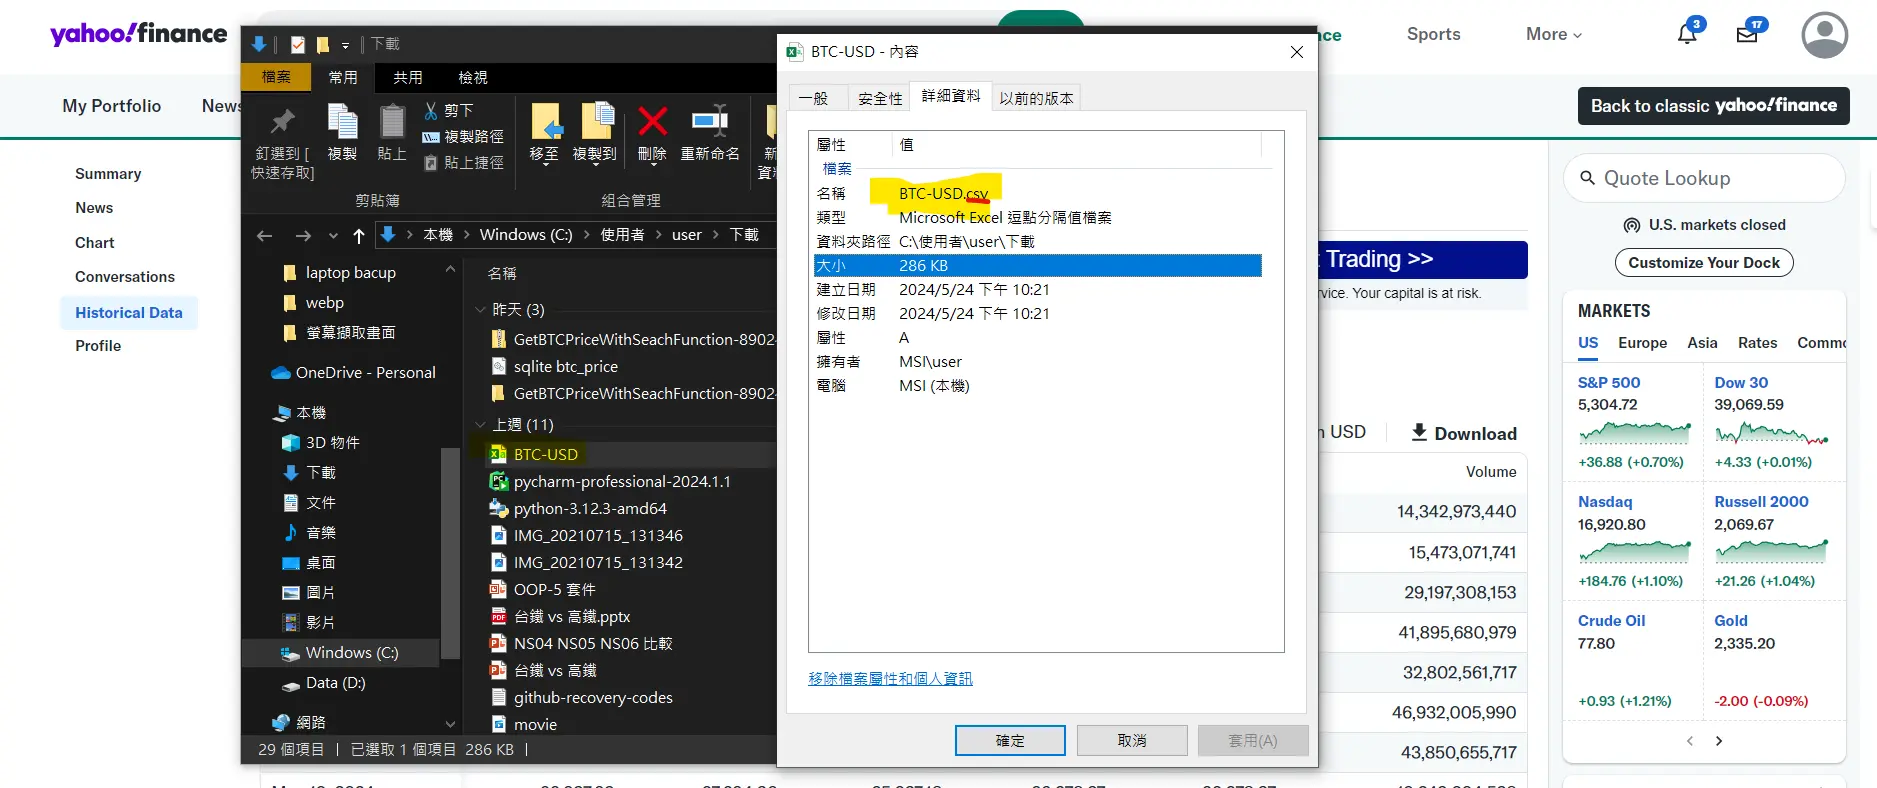 yahoo!finance
nce
Sports
More
3
17
My Portfolio
News
Back to classic yahoo!finance
Summary
News
Chart
Conversations
Historical Data
Profile
下載
檔案
常用
共用
檢視
釘選到 [
快速存取]
複製
貼上
剪下
複製路徑
貼上捷徑
移至
複製到
刪除
重新命名
新
資料
剪貼簿
組合管理
本機
Windows (C:)
使用者
user
下載
laptop bacup
webp
螢幕擷取畫面
OneDrive - Personal
本機
3D 物件
下載
文件
音樂
桌面
圖片
影片
Windows (C:)
Data (D:)
網路
名稱
昨天 (3)
GetBTCPriceWithSeachFunction-8902
sqlite btc_price
GetBTCPriceWithSeachFunction-8902
上週 (11)
BTC-USD
pycharm-professional-2024.1.1
python-3.12.3-amd64
IMG_20210715_131346
IMG_20210715_131342
OOP-5 套件
台鐵 vs 高鐵.pptx
NS04 NS05 NS06 比較
台鐵 vs 高鐵
github-recovery-codes
movie
29 個項目
已選取 1 個項目 286 KB
BTC-USD - 內容
一般
安全性
詳細資料
以前的版本
屬性 值
檔案
名稱 BTC-USD.csv
類型 Microsoft Excel 逗點分隔值檔案
資料夾路徑 C:\使用者\user\下載
大小 286 KB
建立日期 2024/5/24 下午 10:21
修改日期 2024/5/24 下午 10:21
屬性 A
擁有者 MSI\user
電腦 MSI (本機)
移除檔案屬性和個人資訊
確定
取消
套用(A)
Trading >>
vice. Your capital is at risk.
n USD
Download
Volume
14,342,973,440
15,473,071,741
29,197,308,153
41,895,680,979
32,802,561,717
46,932,005,990
43,850,655,717
Quote Lookup
U.S. markets closed
Customize Your Dock
MARKETS
US Europe Asia Rates Commo
S&P 500
5,304.72
+36.88 (+0.70%)
Dow 30
39,069.59
+4.33 (+0.01%)
Nasdaq
16,920.80
+184.76 (+1.10%)
Russell 2000
2,069.67
+21.26 (+1.04%)
Crude Oil
77.80
+0.93 (+1.21%)
Gold
2,335.20
-2.00 (-0.09%)